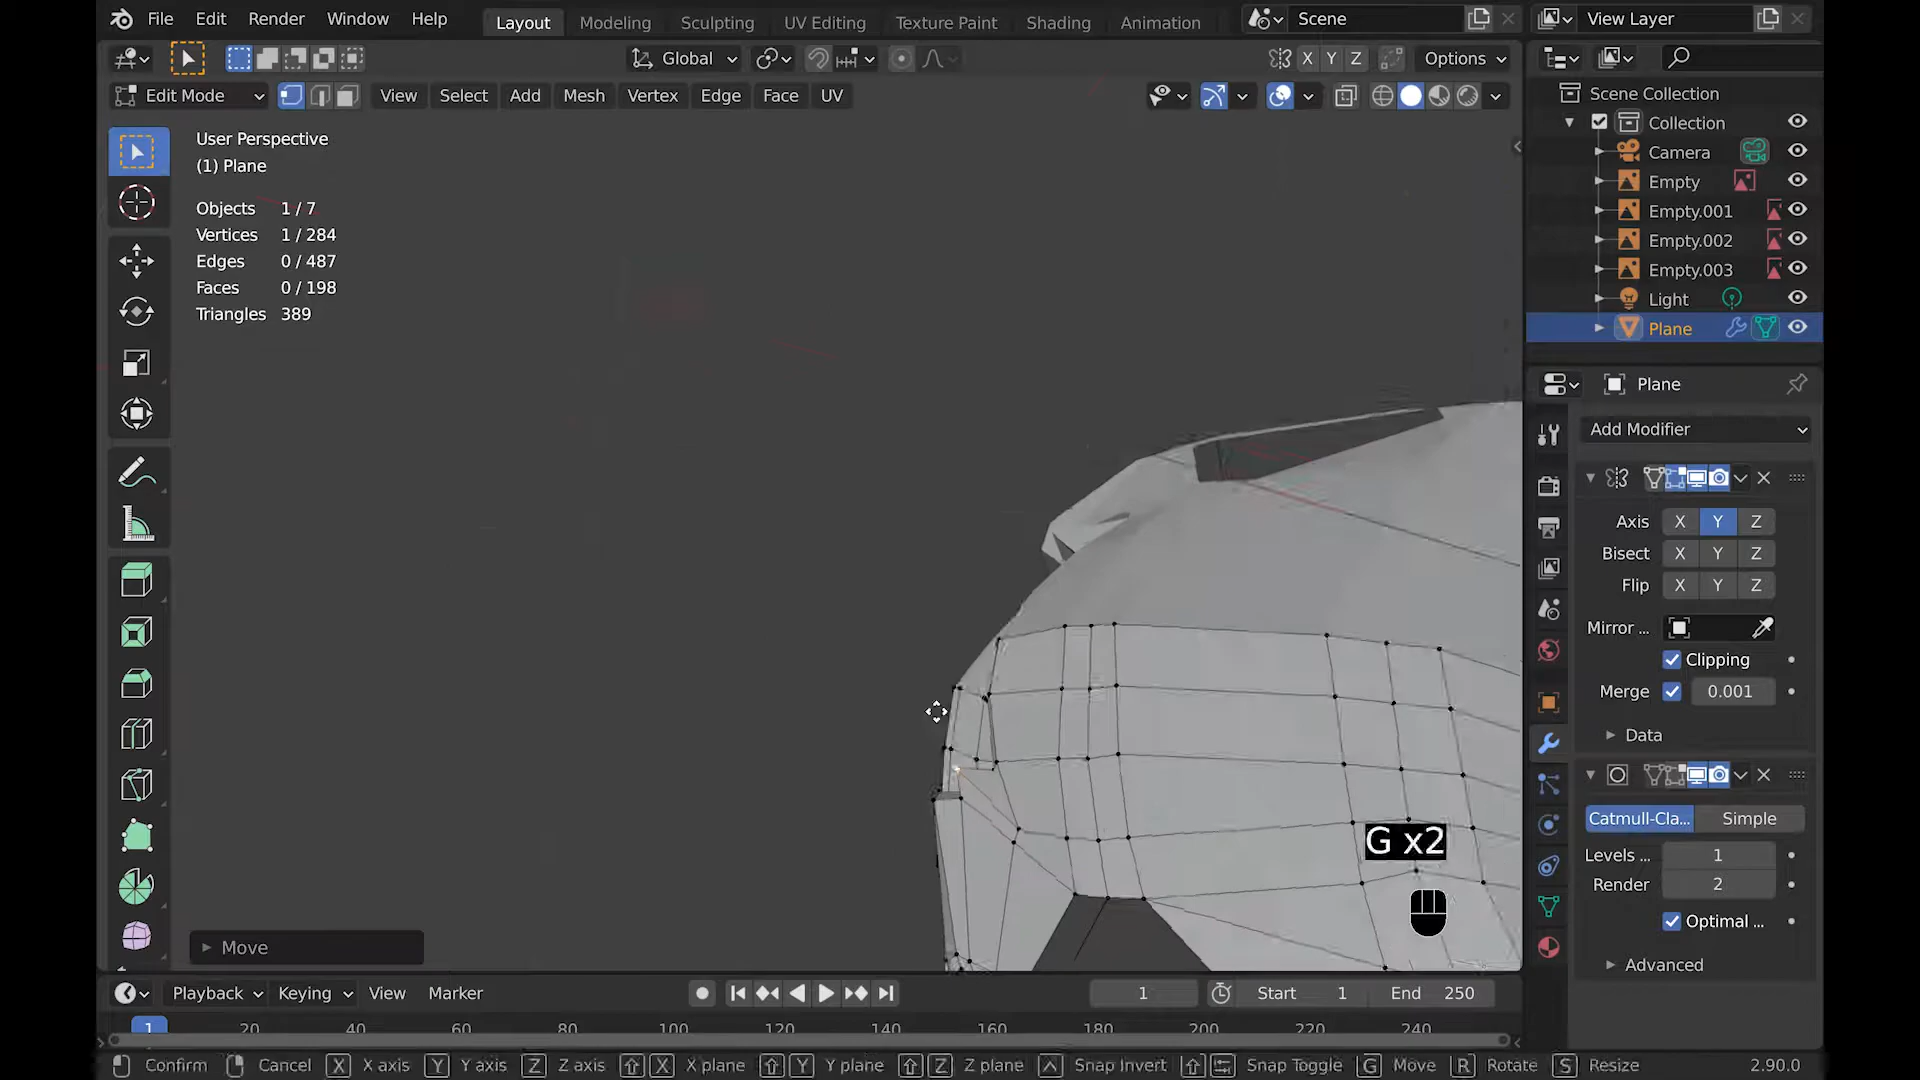 File Edit Render Window Help Layout Modeling Sculpting UV Editing Texture Paint Shading Animation Scene View Layer
Global X Y Z Options
Edit Mode View Select Add Mesh Vertex Edge Face UV
Scene Collection
Collection
Camera
Empty
Empty.001
Empty.002
Empty.003
Light
Plane
User Perspective
(1) Plane
Objects 1 / 7
Vertices 1 / 284
Edges 0 / 487
Faces 0 / 198
Triangles 389
Plane
Add Modifier
Axis X Y Z
Bisect X Y Z
Flip X Y Z
Mirror ...
Clipping
Merge 0.001
Data
Catmull-Cla... Simple
Levels ... 1
Render 2
Optimal ...
Advanced
G x2
Move
Playback Keying View Marker 1 Start 1 End 250
1 20 40 60 80 100 120 140 160 180 200 220 240
Confirm Cancel X X axis Y Y axis Z Z axis X X plane Y Y plane Z Z plane Snap Invert Snap Toggle G Move R Rotate S Resize 2.90.0